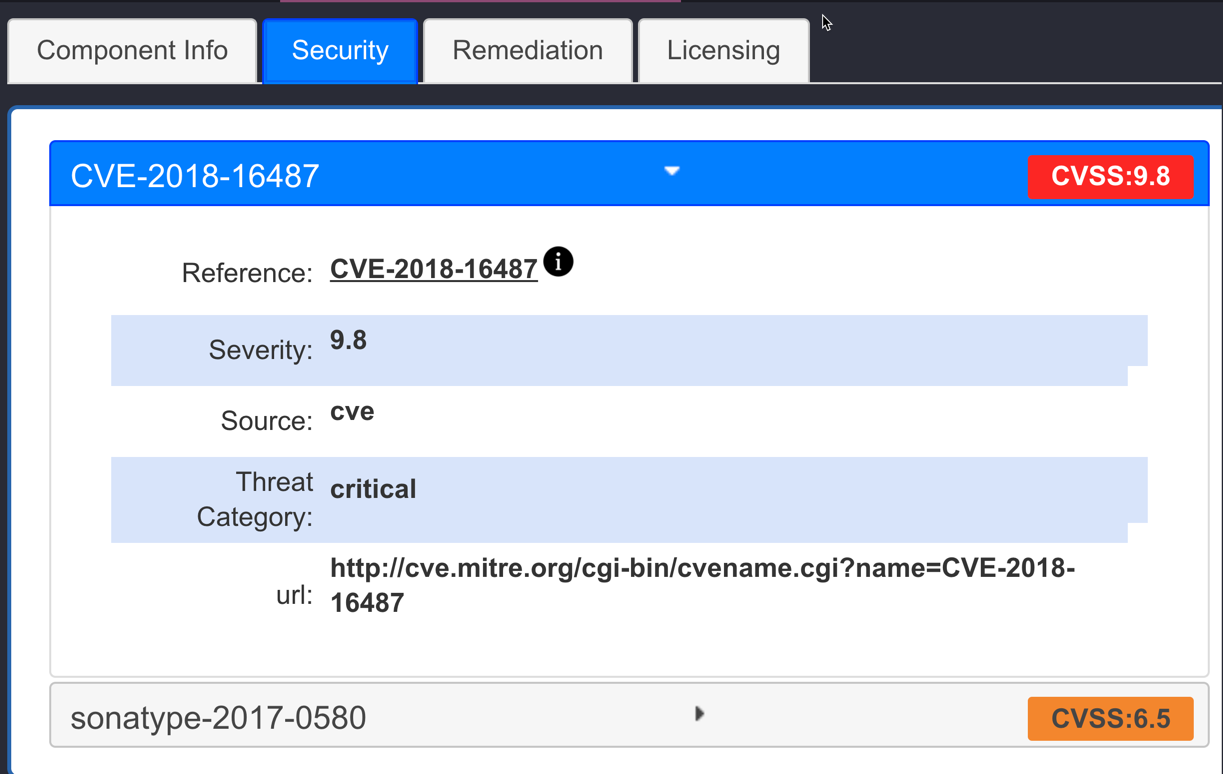 Component Info Security Remediation Licensing
CVE-2018-16487 CVSS:9.8
Reference: CVE-2018-16487 i
Severity: 9.8
Source: cve
Threat
Category: critical
url: http://cve.mitre.org/cgi-bin/cvename.cgi?name=CVE-2018-
16487
sonatype-2017-0580 CVSS:6.5